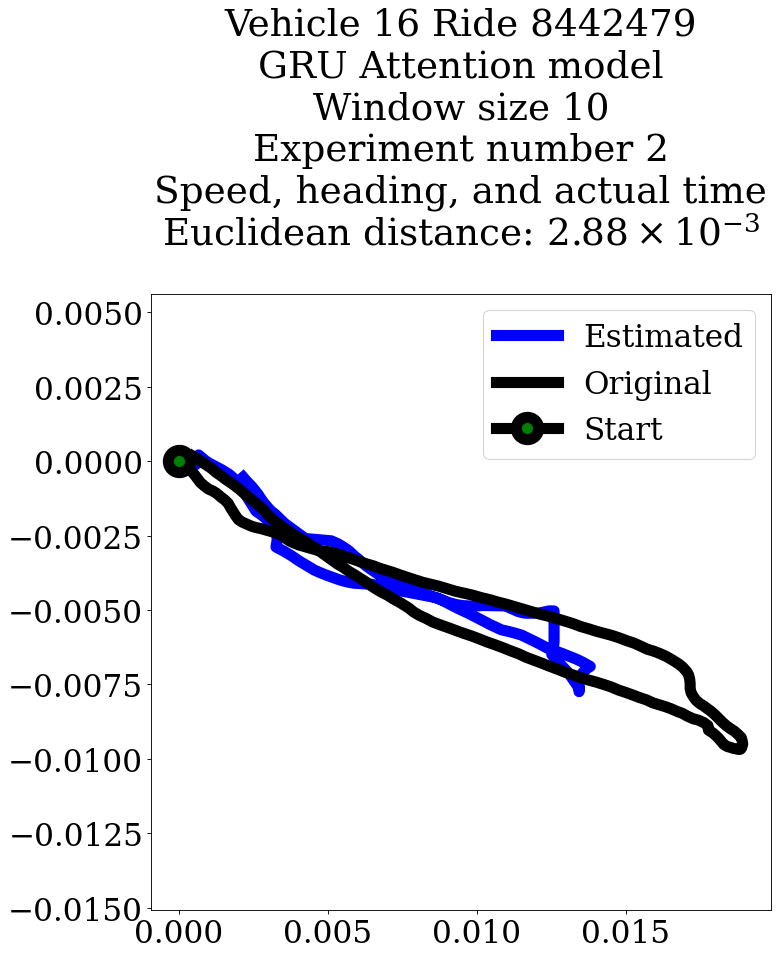 Vehicle 16 Ride 8442479
GRU Attention model
Window size 10
Experiment number 2
Speed, heading, and actual time
Euclidean distance: 2.88 × 10⁻³
Estimated
Original
Start
0.0050
0.0025
0.0000
−0.0025
−0.0050
−0.0075
−0.0100
−0.0125
−0.0150
0.000 0.005 0.010 0.015